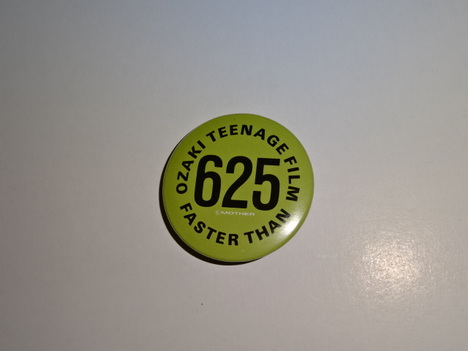 OZAKI TEENAGE FILM
625
© MOTHER
FASTER THAN